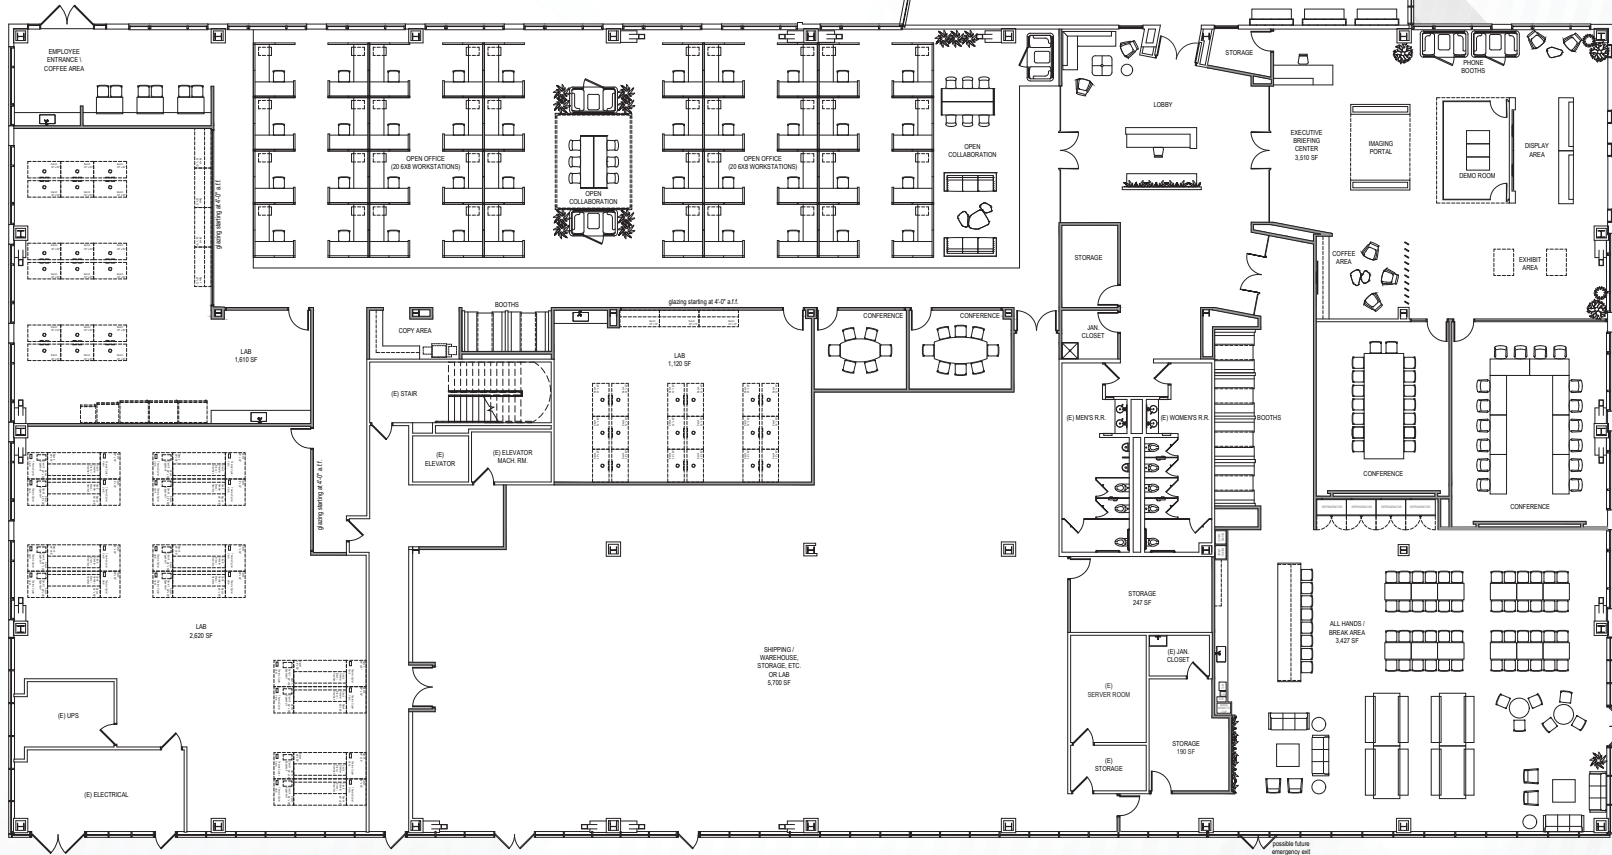 EMPLOYEE
ENTRANCE \
COFFEE AREA
glazing starting at 4'-0" a.f.f.
OPEN OFFICE
(20 6X8 WORKSTATIONS)
OPEN
COLLABORATION
OPEN OFFICE
(20 6X8 WORKSTATIONS)
OPEN
COLLABORATION
LOBBY
STORAGE
PHONE
BOOTHS
EXECUTIVE
BRIEFING
CENTER
3,510 SF
IMAGING
PORTAL
DEMO ROOM
DISPLAY
AREA
COFFEE
AREA
EXHIBIT
AREA
STORAGE
BOOTHS
glazing starting at 4'-0" a.f.f.
COPY AREA
CONFERENCE
CONFERENCE
JAN.
CLOSET
LAB
1,610 SF
LAB
1,120 SF
(E) STAIR
(E)
ELEVATOR
(E) ELEVATOR
MACH. RM.
(E) MEN'S R.R.
(E) WOMEN'S R.R.
BOOTHS
CONFERENCE
CONFERENCE
glazing starting at 4'-0" a.f.f.
LAB
2,620 SF
SHIPPING /
WAREHOUSE,
STORAGE, ETC.
OR LAB
5,700 SF
STORAGE
247 SF
(E) JAN.
CLOSET
(E)
SERVER ROOM
STORAGE
190 SF
(E)
STORAGE
ALL HANDS /
BREAK AREA
3,427 SF
(E) UPS
(E) ELECTRICAL
possible future
emergency exit